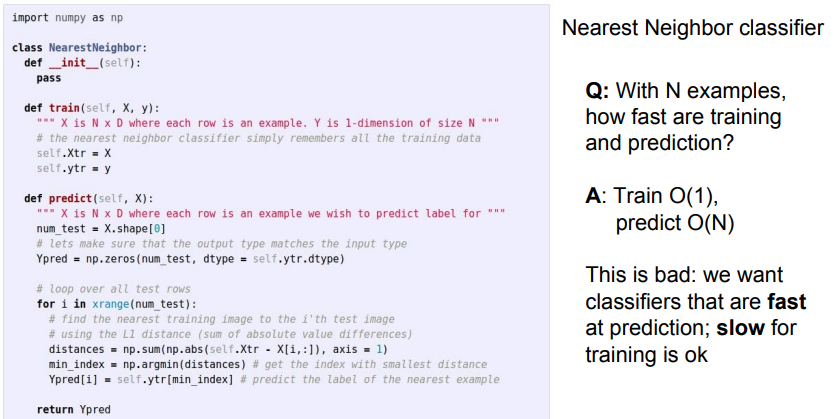 import numpy as np
class NearestNeighbor:
def __init__(self):
pass
def train(self, X, y):
""" X is N x D where each row is an example. Y is 1-dimension of size N """
# the nearest neighbor classifier simply remembers all the training data
self.Xtr = X
self.ytr = y
def predict(self, X):
""" X is N x D where each row is an example we wish to predict label for """
num_test = X.shape[0]
# lets make sure that the output type matches the input type
Ypred = np.zeros(num_test, dtype = self.ytr.dtype)
# loop over all test rows
for i in xrange(num_test):
# find the nearest training image to the i'th test image
# using the L1 distance (sum of absolute value differences)
distances = np.sum(np.abs(self.Xtr - X[i,:]), axis = 1)
min_index = np.argmin(distances) # get the index with smallest distance
Ypred[i] = self.ytr[min_index] # predict the label of the nearest example
return Ypred
Nearest Neighbor classifier
Q: With N examples,
how fast are training
and prediction?
A: Train O(1),
predict O(N)
This is bad: we want
classifiers that are fast
at prediction; slow for
training is ok